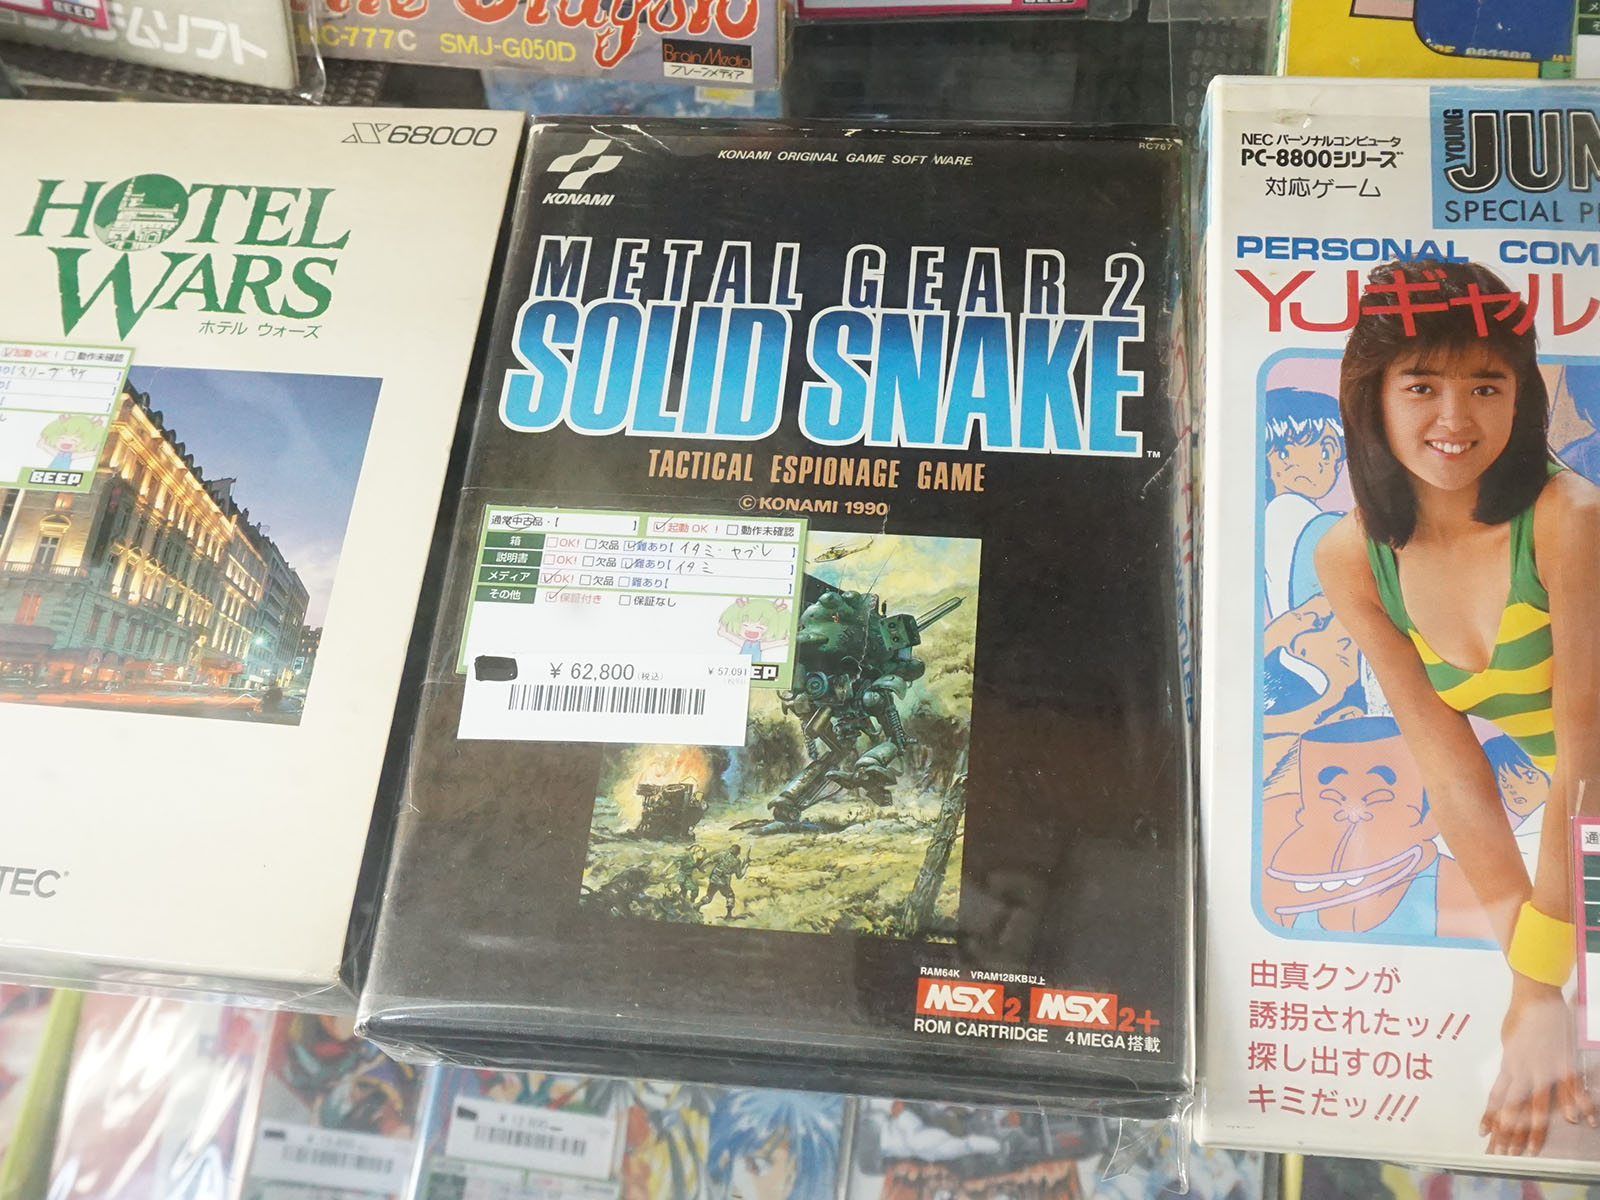 BEEP
BEEP
テムソフト
777C SMJ-G050D
Brain Media
ブレーンメディア
X68000
HOTEL
WARS
ホテル ウォーズ
起動OK! 動作未確認
BEEP
TEC
KONAMI
KONAMI ORIGINAL GAME SOFT WARE.
RC767
METAL GEAR 2
SOLID SNAKE
TM
TACTICAL ESPIONAGE GAME
© KONAMI 1990
通常中古品・【 】 起動OK! 動作未確認
箱 OK! 欠品 難あり【イタミ・ヤブレ】
説明書 OK! 欠品 難あり【イタミ】
メディア OK! 欠品 難あり【 】
その他 保証付き 保証なし
EEP
¥ 62,800(税込) ¥ 57,091
RAM64K VRAM128KB以上
MSX2 MSX2+
ROM CARTRIDGE 4MEGA搭載
NEC パーソナルコンピュータ
PC-8800シリーズ
対応ゲーム
YOUNG
JUN
SPECIAL
PERSONAL COM
YJギャル
由真クンが
誘拐されたッ!!
探し出すのは
キミだッ!!!